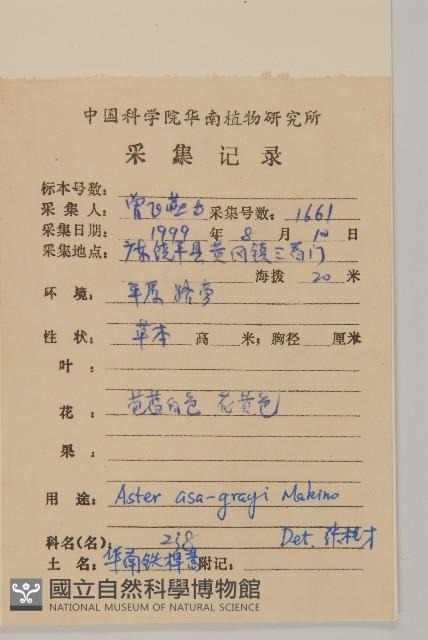 中国科学院华南植物研究所
采集记录
标本号数:
采集人: 曾飞燕 采集号数: 1661
采集日期: 1999 年 8 月 10 日
采集地点: 广东饶平县黄冈镇三百门
海拨 20 米
环境: 平原 路旁
性状: 草本 高 米; 胸径 厘米
叶:
花: 苞蓝白色 花黄色
果:
用途: Aster asa-grayi Makino
科名(名): 238 Det. 张桂才
土名: 华南铁桿蒿 附记:
國立自然科學博物館
NATIONAL MUSEUM OF NATURAL SCIENCE